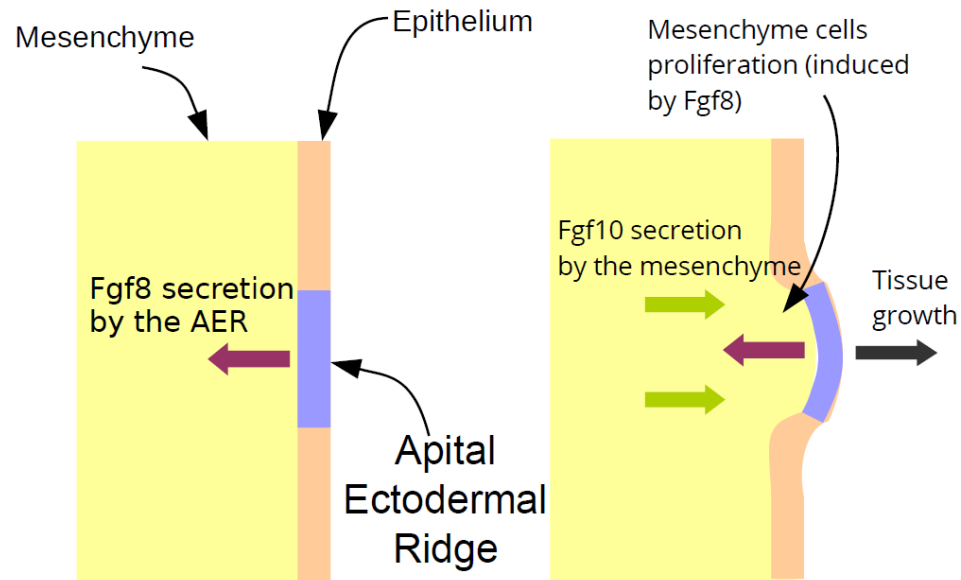 Mesenchyme
Epithelium
Fgf8 secretion
by the AER
Apital
Ectodermal
Ridge
Mesenchyme cells
proliferation (induced
by Fgf8)
Fgf10 secretion
by the mesenchyme
Tissue
growth